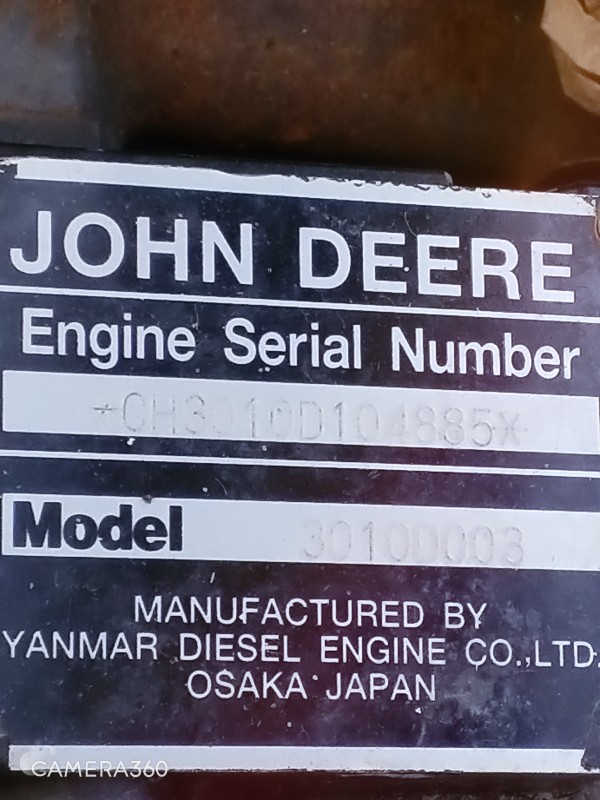 JOHN DEERE
Engine Serial Number
*CH3010D104885*
Model 3010D003
MANUFACTURED BY
YANMAR DIESEL ENGINE CO.,LTD.
OSAKA JAPAN
CAMERA360